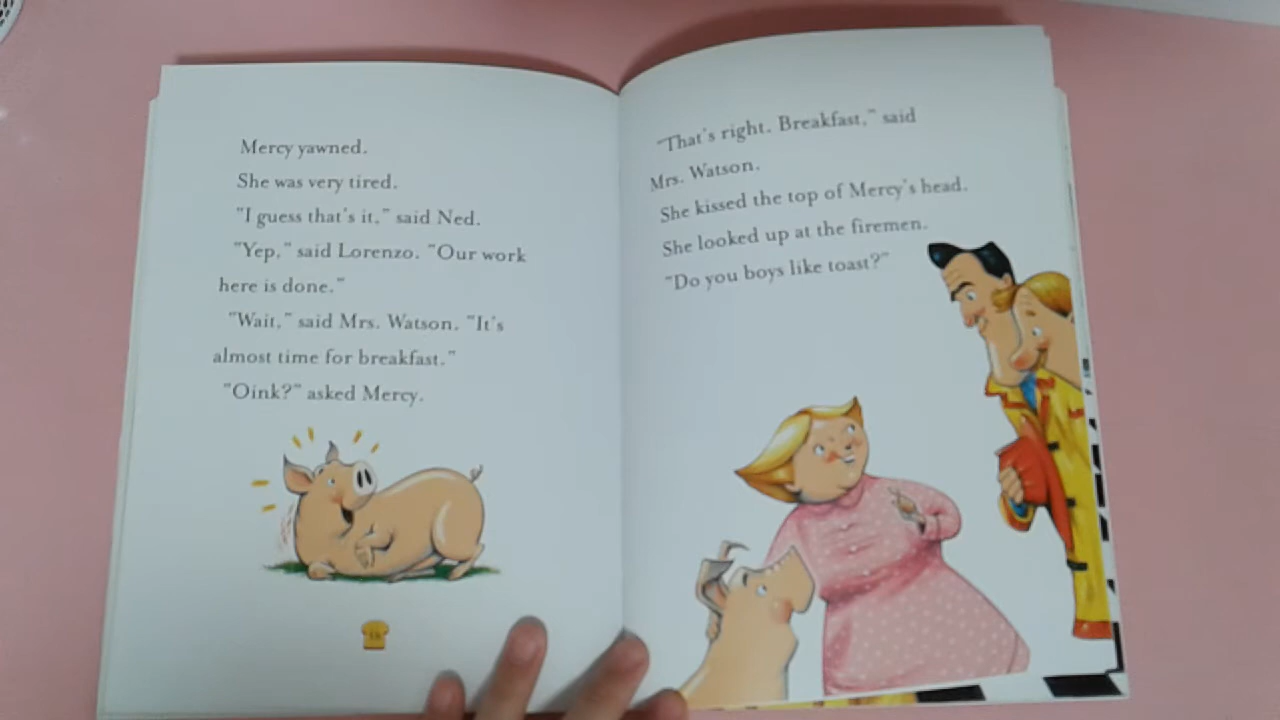 Mercy yawned.
She was very tired.
"I guess that's it," said Ned.
"Yep," said Lorenzo. "Our work
here is done."
"Wait," said Mrs. Watson. "It's
almost time for breakfast."
"Oink?" asked Mercy.
"That's right. Breakfast," said
Mrs. Watson.
She kissed the top of Mercy's head.
She looked up at the firemen.
"Do you boys like toast?"